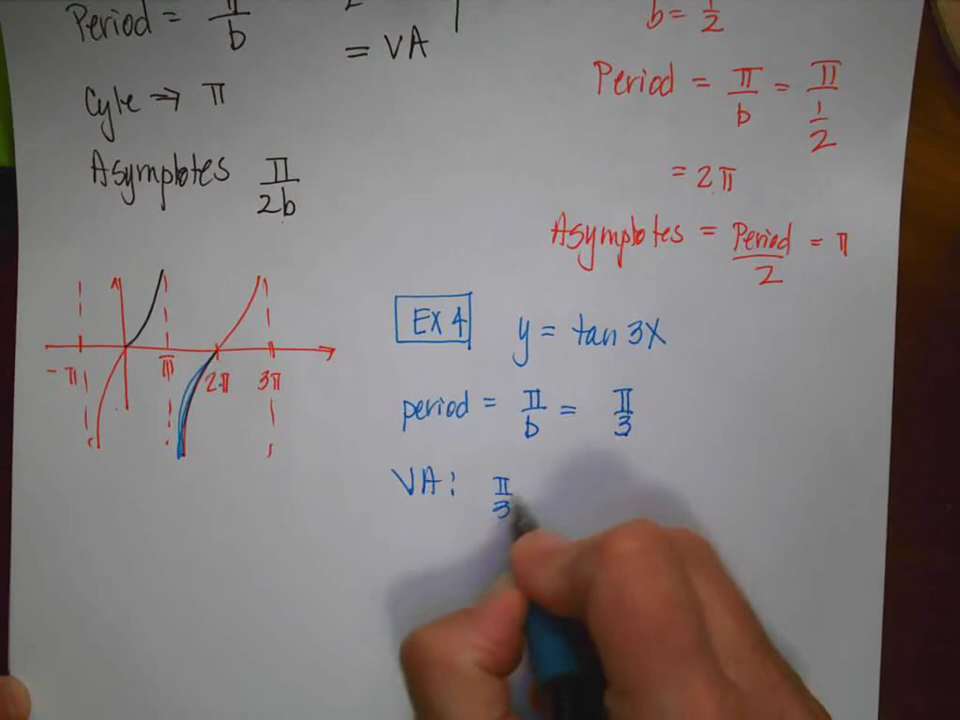 Period = π/b
= VA
Cycle => π
Asymptotes π/2b
b = 1/2
Period = π/b = π/(1/2)
= 2π
Asymptotes = Period/2 = π
-π π 2π 3π
EX 4 y = tan 3x
period = π/b = π/3
VA: π/3